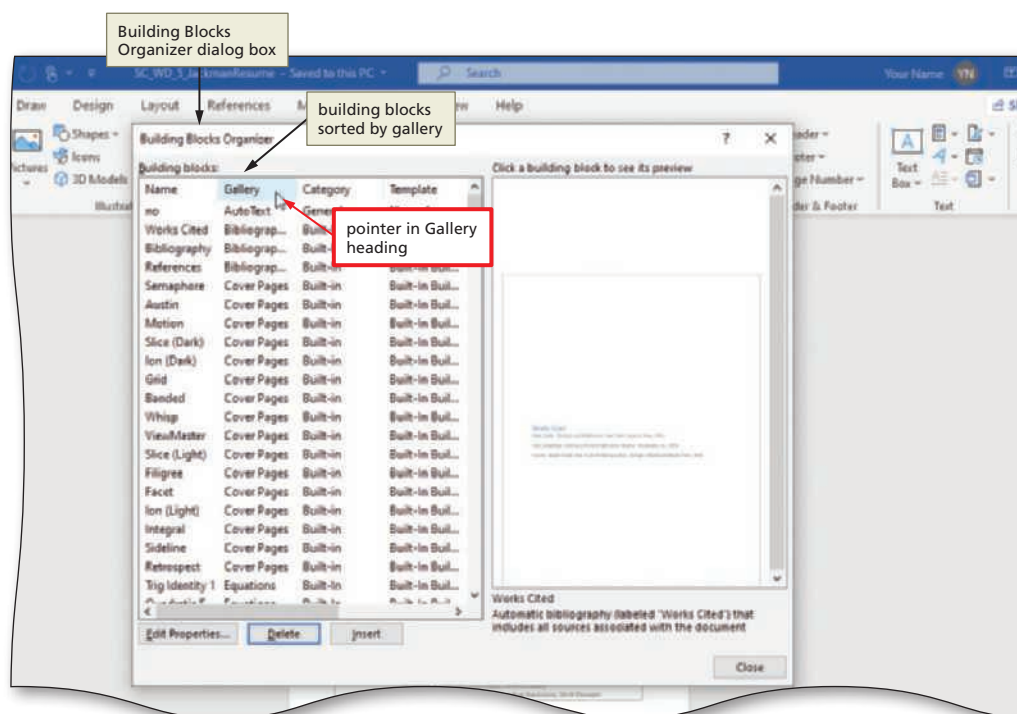 Building Blocks
Organizer dialog box
SC_WD_5_JackmanResume - Saved to this PC
Search
Your Name YN
Draw Design Layout References Help
building blocks
sorted by gallery
Shapes
Icons
3D Models
Building Blocks Organizer ? X
Building blocks: Click a building block to see its preview
Name Gallery Category Template
no AutoText
Works Cited Bibliograp...
Bibliography Bibliograp...
References Bibliograp... Built-in
pointer in Gallery
heading
Semaphore Cover Pages Built-in Built-In Buil...
Austin Cover Pages Built-in Built-In Buil...
Motion Cover Pages Built-in Built-In Buil...
Slice (Dark) Cover Pages Built-in Built-In Buil...
Ion (Dark) Cover Pages Built-in Built-In Buil...
Grid Cover Pages Built-in Built-In Buil...
Banded Cover Pages Built-in Built-In Buil...
Whisp Cover Pages Built-in Built-In Buil...
ViewMaster Cover Pages Built-in Built-In Buil...
Slice (Light) Cover Pages Built-in Built-In Buil...
Filigree Cover Pages Built-in Built-In Buil...
Facet Cover Pages Built-in Built-In Buil...
Ion (Light) Cover Pages Built-in Built-In Buil...
Integral Cover Pages Built-in Built-In Buil...
Sideline Cover Pages Built-in Built-In Buil...
Retrospect Cover Pages Built-in Built-In Buil...
Trig Identity 1 Equations Built-In Built-In Buil...
Works Cited
Automatic bibliography (labeled 'Works Cited') that
includes all sources associated with the document
Edit Properties... Delete Insert
Close
Text
Box
Text